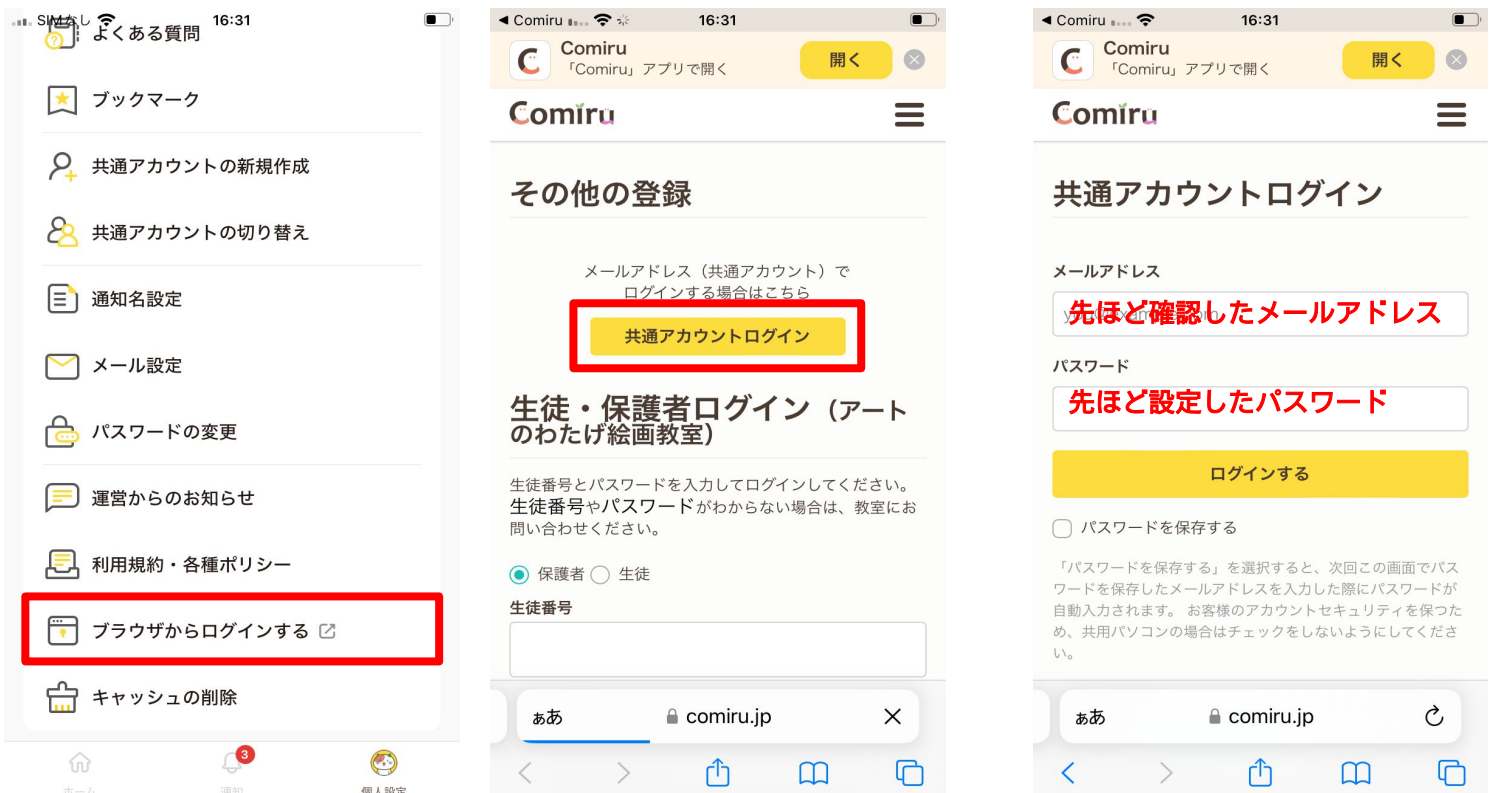 SIMなし 16:31
よくある質問
ブックマーク
共通アカウントの新規作成
共通アカウントの切り替え
通知名設定
メール設定
パスワードの変更
運営からのお知らせ
利用規約・各種ポリシー
ブラウザからログインする
キャッシュの削除
3
ホーム 通知 個人設定
Comiru 16:31
Comiru
「Comiru」アプリで開く
開く
Comiru
その他の登録
メールアドレス（共通アカウント）で
ログインする場合はこちら
共通アカウントログイン
生徒・保護者ログイン（アート
のわたげ絵画教室）
生徒番号とパスワードを入力してログインしてください。
生徒番号やパスワードがわからない場合は、教室にお
問い合わせください。
保護者 生徒
生徒番号
ぁあ comiru.jp
Comiru 16:31
Comiru
「Comiru」アプリで開く
開く
Comiru
共通アカウントログイン
メールアドレス
先ほど確認したメールアドレス
パスワード
先ほど設定したパスワード
ログインする
パスワードを保存する
「パスワードを保存する」を選択すると、次回この画面でパス
ワードを保存したメールアドレスを入力した際にパスワードが
自動入力されます。 お客様のアカウントセキュリティを保つた
め、共用パソコンの場合はチェックをしないようにしてくださ
い。
ぁあ comiru.jp